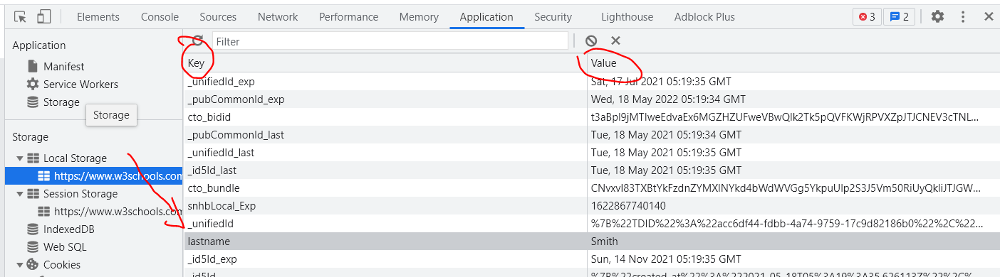 Elements Console Sources Network Performance Memory Application Security Lighthouse Adblock Plus 3 2
Application
Manifest
Service Workers
Storage
Storage
Storage
Local Storage
https://www.w3schools.com
Session Storage
https://www.w3schools.com
IndexedDB
Web SQL
Cookies
Filter
Key Value
_unifiedId_exp Sat, 17 Jul 2021 05:19:35 GMT
_pubCommonId_exp Wed, 18 May 2022 05:19:34 GMT
cto_bidid
_pubCommonId_last Tue, 18 May 2021 05:19:34 GMT
_unifiedId_last Tue, 18 May 2021 05:19:35 GMT
_id5Id_last Tue, 18 May 2021 05:19:35 GMT
cto_bundle
snhbLocal_Exp 1622867740140
_unifiedId %7B%22TDID%22%3A%22acc6df44-fdbb-4a74-9759-17c9d82186b0%22%2C%22...
lastname Smith
_id5Id_exp Sun, 14 Nov 2021 05:19:35 GMT
_id5Id %7B%22created_at%22%3A%222021-05-18T05%3A19%3A35.626113Z%22%2C%...